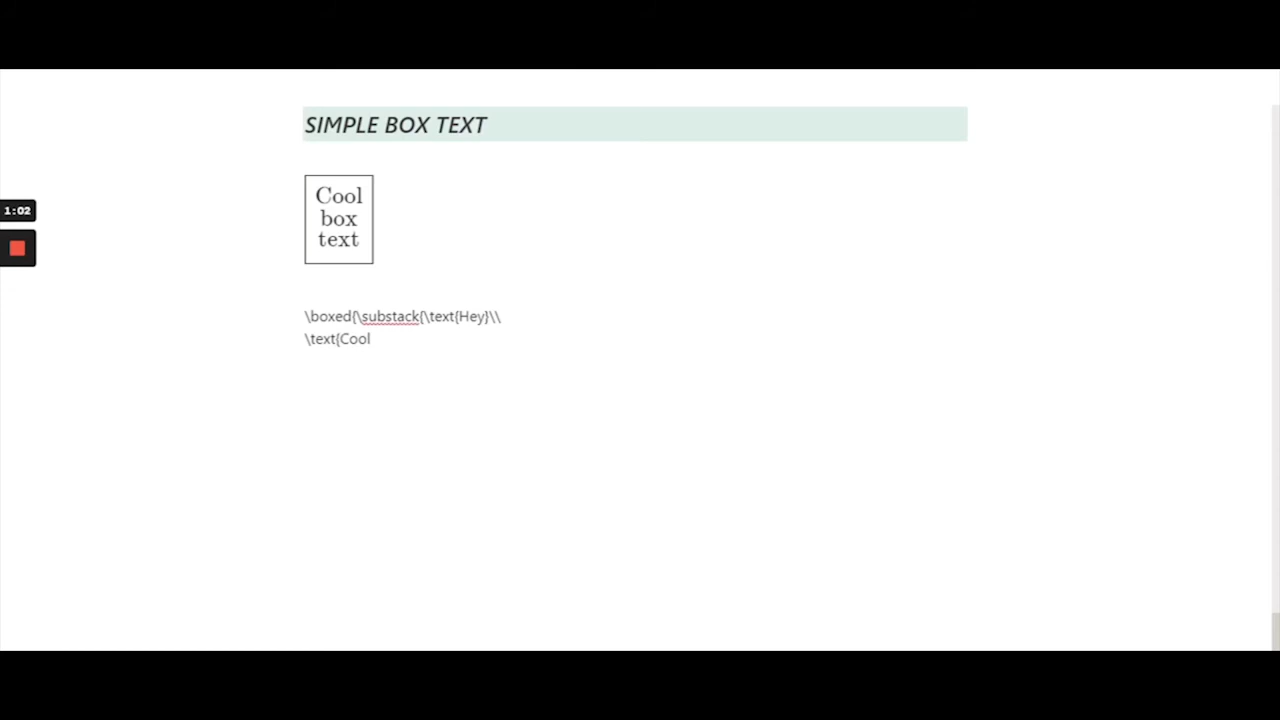 SIMPLE BOX TEXT
Cool
box
text
1:02
\boxed{\substack{\text{Hey}\\
\text{Cool